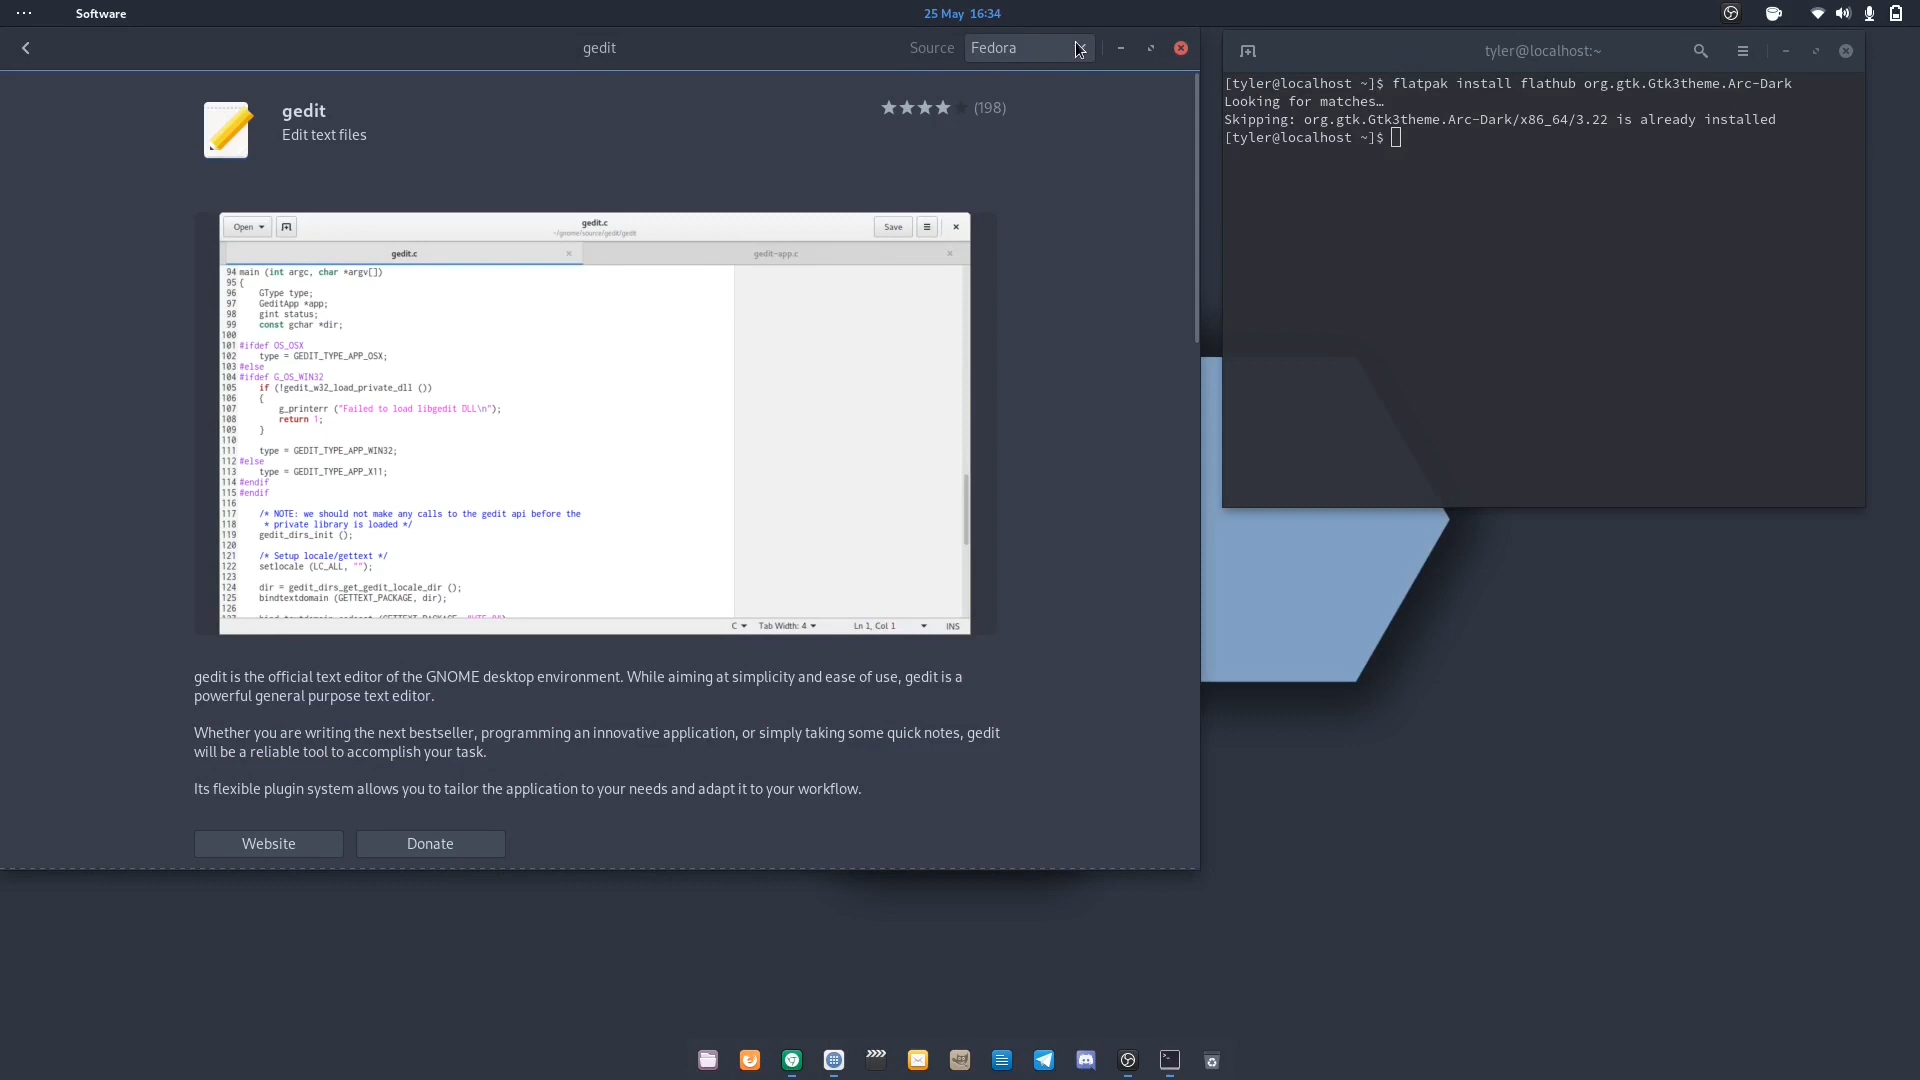 Software
25 May 16:34
gedit
Source Fedora
gedit
Edit text files
(198)
Open
gedit.c
~/gnome/source/gedit/gedit
Save
gedit.c
gedit-app.c
94 main (int argc, char *argv[])
95 {
96 GType type;
97 GeditApp *app;
98 gint status;
99 const gchar *dir;
100
101 #ifdef OS_OSX
102 type = GEDIT_TYPE_APP_OSX;
103 #else
104 #ifdef G_OS_WIN32
105 if (!gedit_w32_load_private_dll ())
106 {
107 g_printerr ("Failed to load libgedit DLL\n");
108 return 1;
109 }
110
111 type = GEDIT_TYPE_APP_WIN32;
112 #else
113 type = GEDIT_TYPE_APP_X11;
114 #endif
115 #endif
116
117 /* NOTE: we should not make any calls to the gedit api before the
118 * private library is loaded */
119 gedit_dirs_init ();
120
121 /* Setup locale/gettext */
122 setlocale (LC_ALL, "");
123
124 dir = gedit_dirs_get_gedit_locale_dir ();
125 bindtextdomain (GETTEXT_PACKAGE, dir);
126
C
Tab Width: 4
Ln 1, Col 1
INS
gedit is the official text editor of the GNOME desktop environment. While aiming at simplicity and ease of use, gedit is a
powerful general purpose text editor.
Whether you are writing the next bestseller, programming an innovative application, or simply taking some quick notes, gedit
will be a reliable tool to accomplish your task.
Its flexible plugin system allows you to tailor the application to your needs and adapt it to your workflow.
Website
Donate
tyler@localhost:~
[tyler@localhost ~]$ flatpak install flathub org.gtk.Gtk3theme.Arc-Dark
Looking for matches…
Skipping: org.gtk.Gtk3theme.Arc-Dark/x86_64/3.22 is already installed
[tyler@localhost ~]$